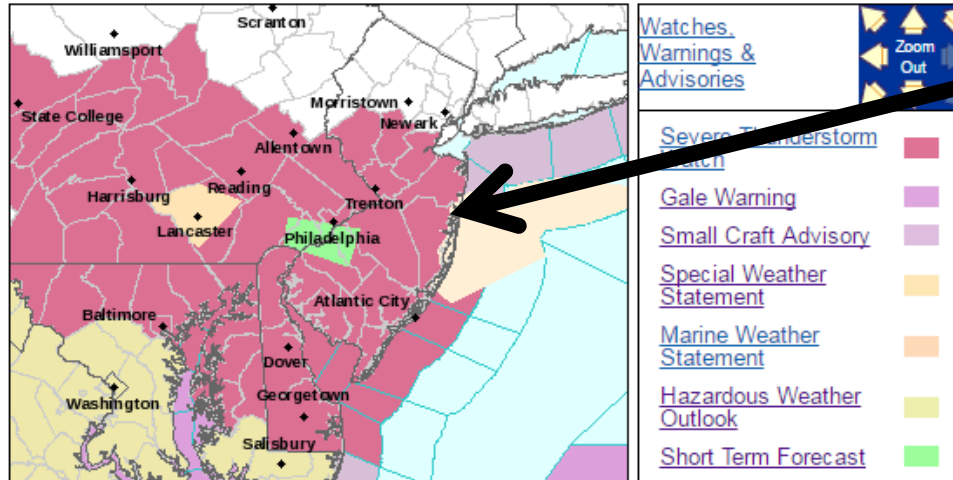 Scranton
Williamsport
State College
Morristown
Newark
Allentown
Harrisburg
Reading
Lancaster
Trenton
Philadelphia
Atlantic City
Baltimore
Dover
Washington
Georgetown
Salisbury
Watches,
Warnings &
Advisories
Zoom
Out
Severe Thunderstorm
Watch
Gale Warning
Small Craft Advisory
Special Weather
Statement
Marine Weather
Statement
Hazardous Weather
Outlook
Short Term Forecast